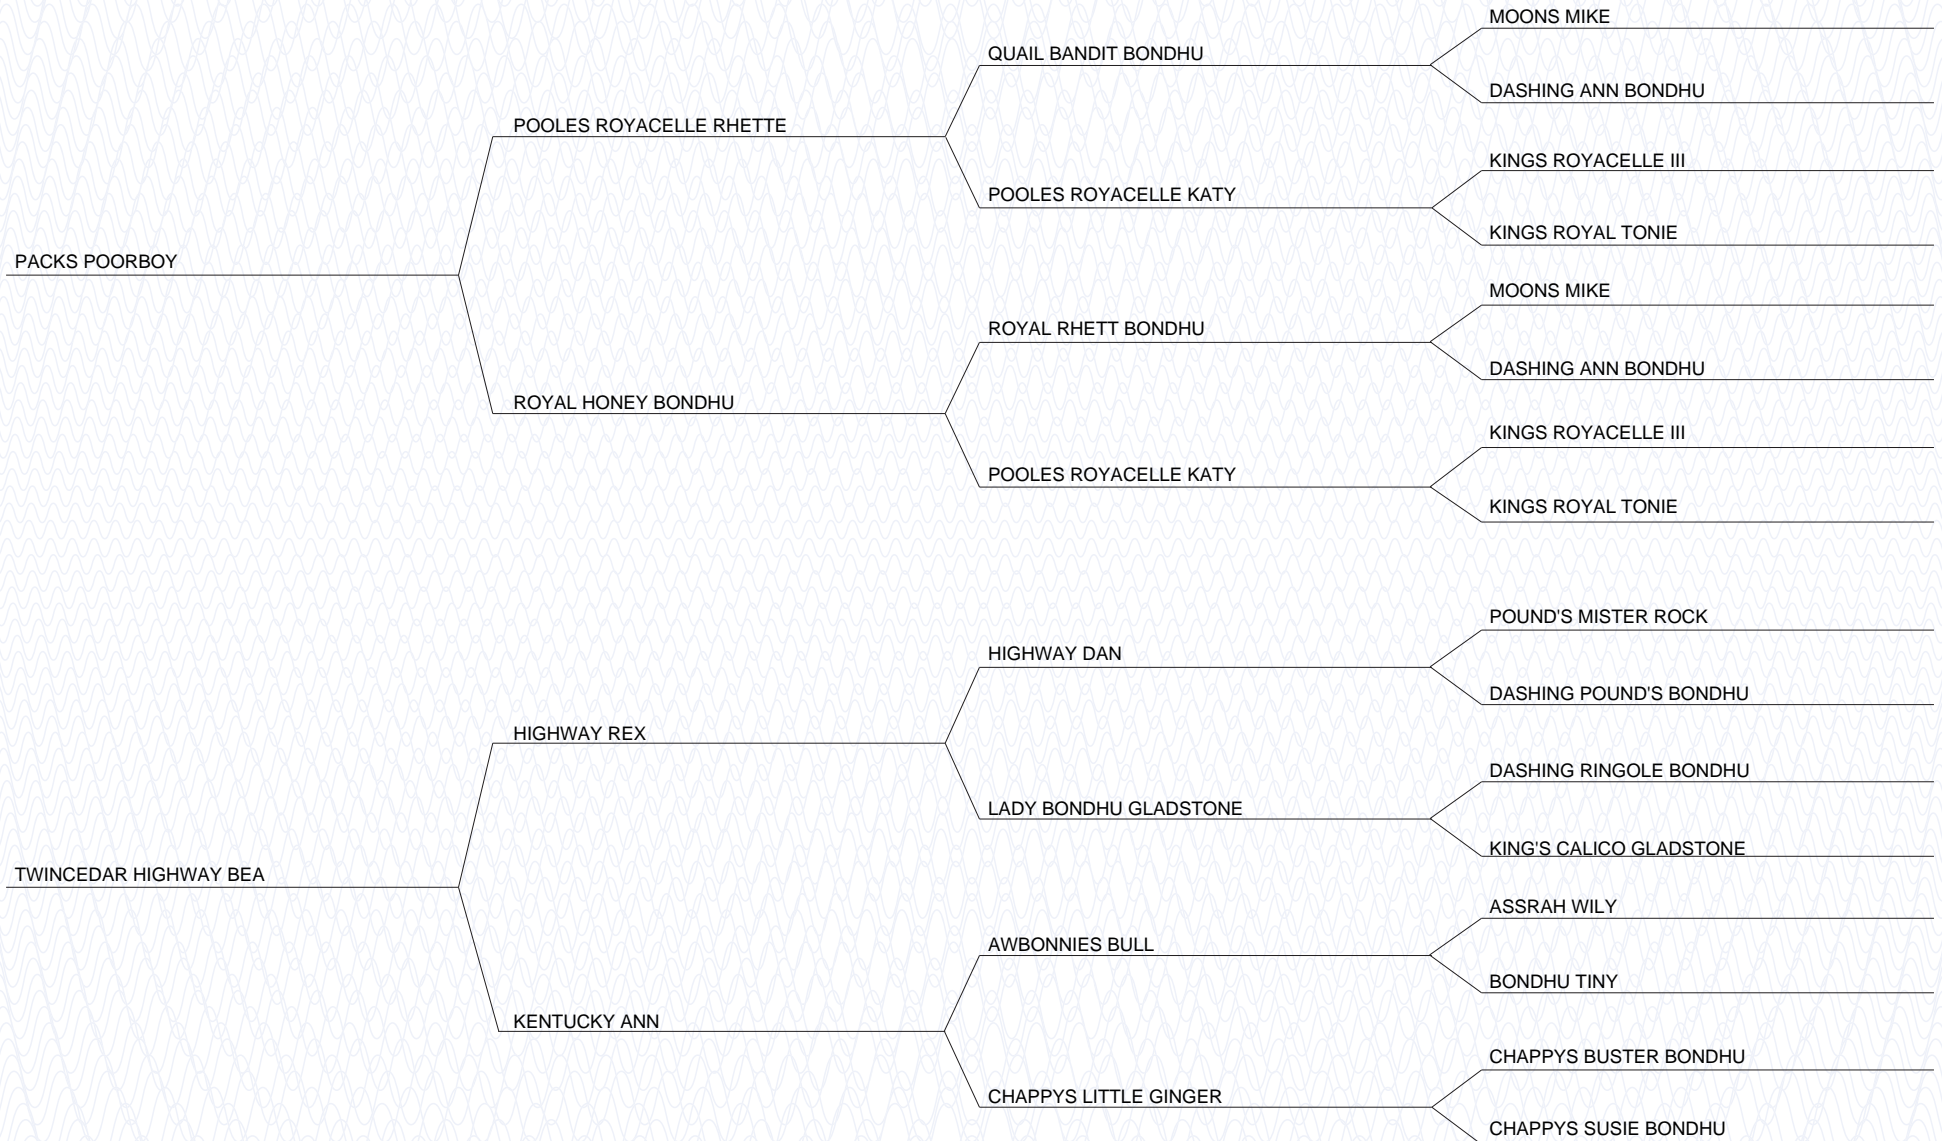 MOONS MIKE
QUAIL BANDIT BONDHU
DASHING ANN BONDHU
POOLES ROYACELLE RHETTE
KINGS ROYACELLE III
POOLES ROYACELLE KATY
KINGS ROYAL TONIE
PACKS POORBOY
MOONS MIKE
ROYAL RHETT BONDHU
DASHING ANN BONDHU
ROYAL HONEY BONDHU
KINGS ROYACELLE III
POOLES ROYACELLE KATY
KINGS ROYAL TONIE
POUND'S MISTER ROCK
HIGHWAY DAN
DASHING POUND'S BONDHU
HIGHWAY REX
DASHING RINGOLE BONDHU
LADY BONDHU GLADSTONE
KING'S CALICO GLADSTONE
TWINCEDAR HIGHWAY BEA
ASSRAH WILY
AWBONNIES BULL
BONDHU TINY
KENTUCKY ANN
CHAPPYS BUSTER BONDHU
CHAPPYS LITTLE GINGER
CHAPPYS SUSIE BONDHU